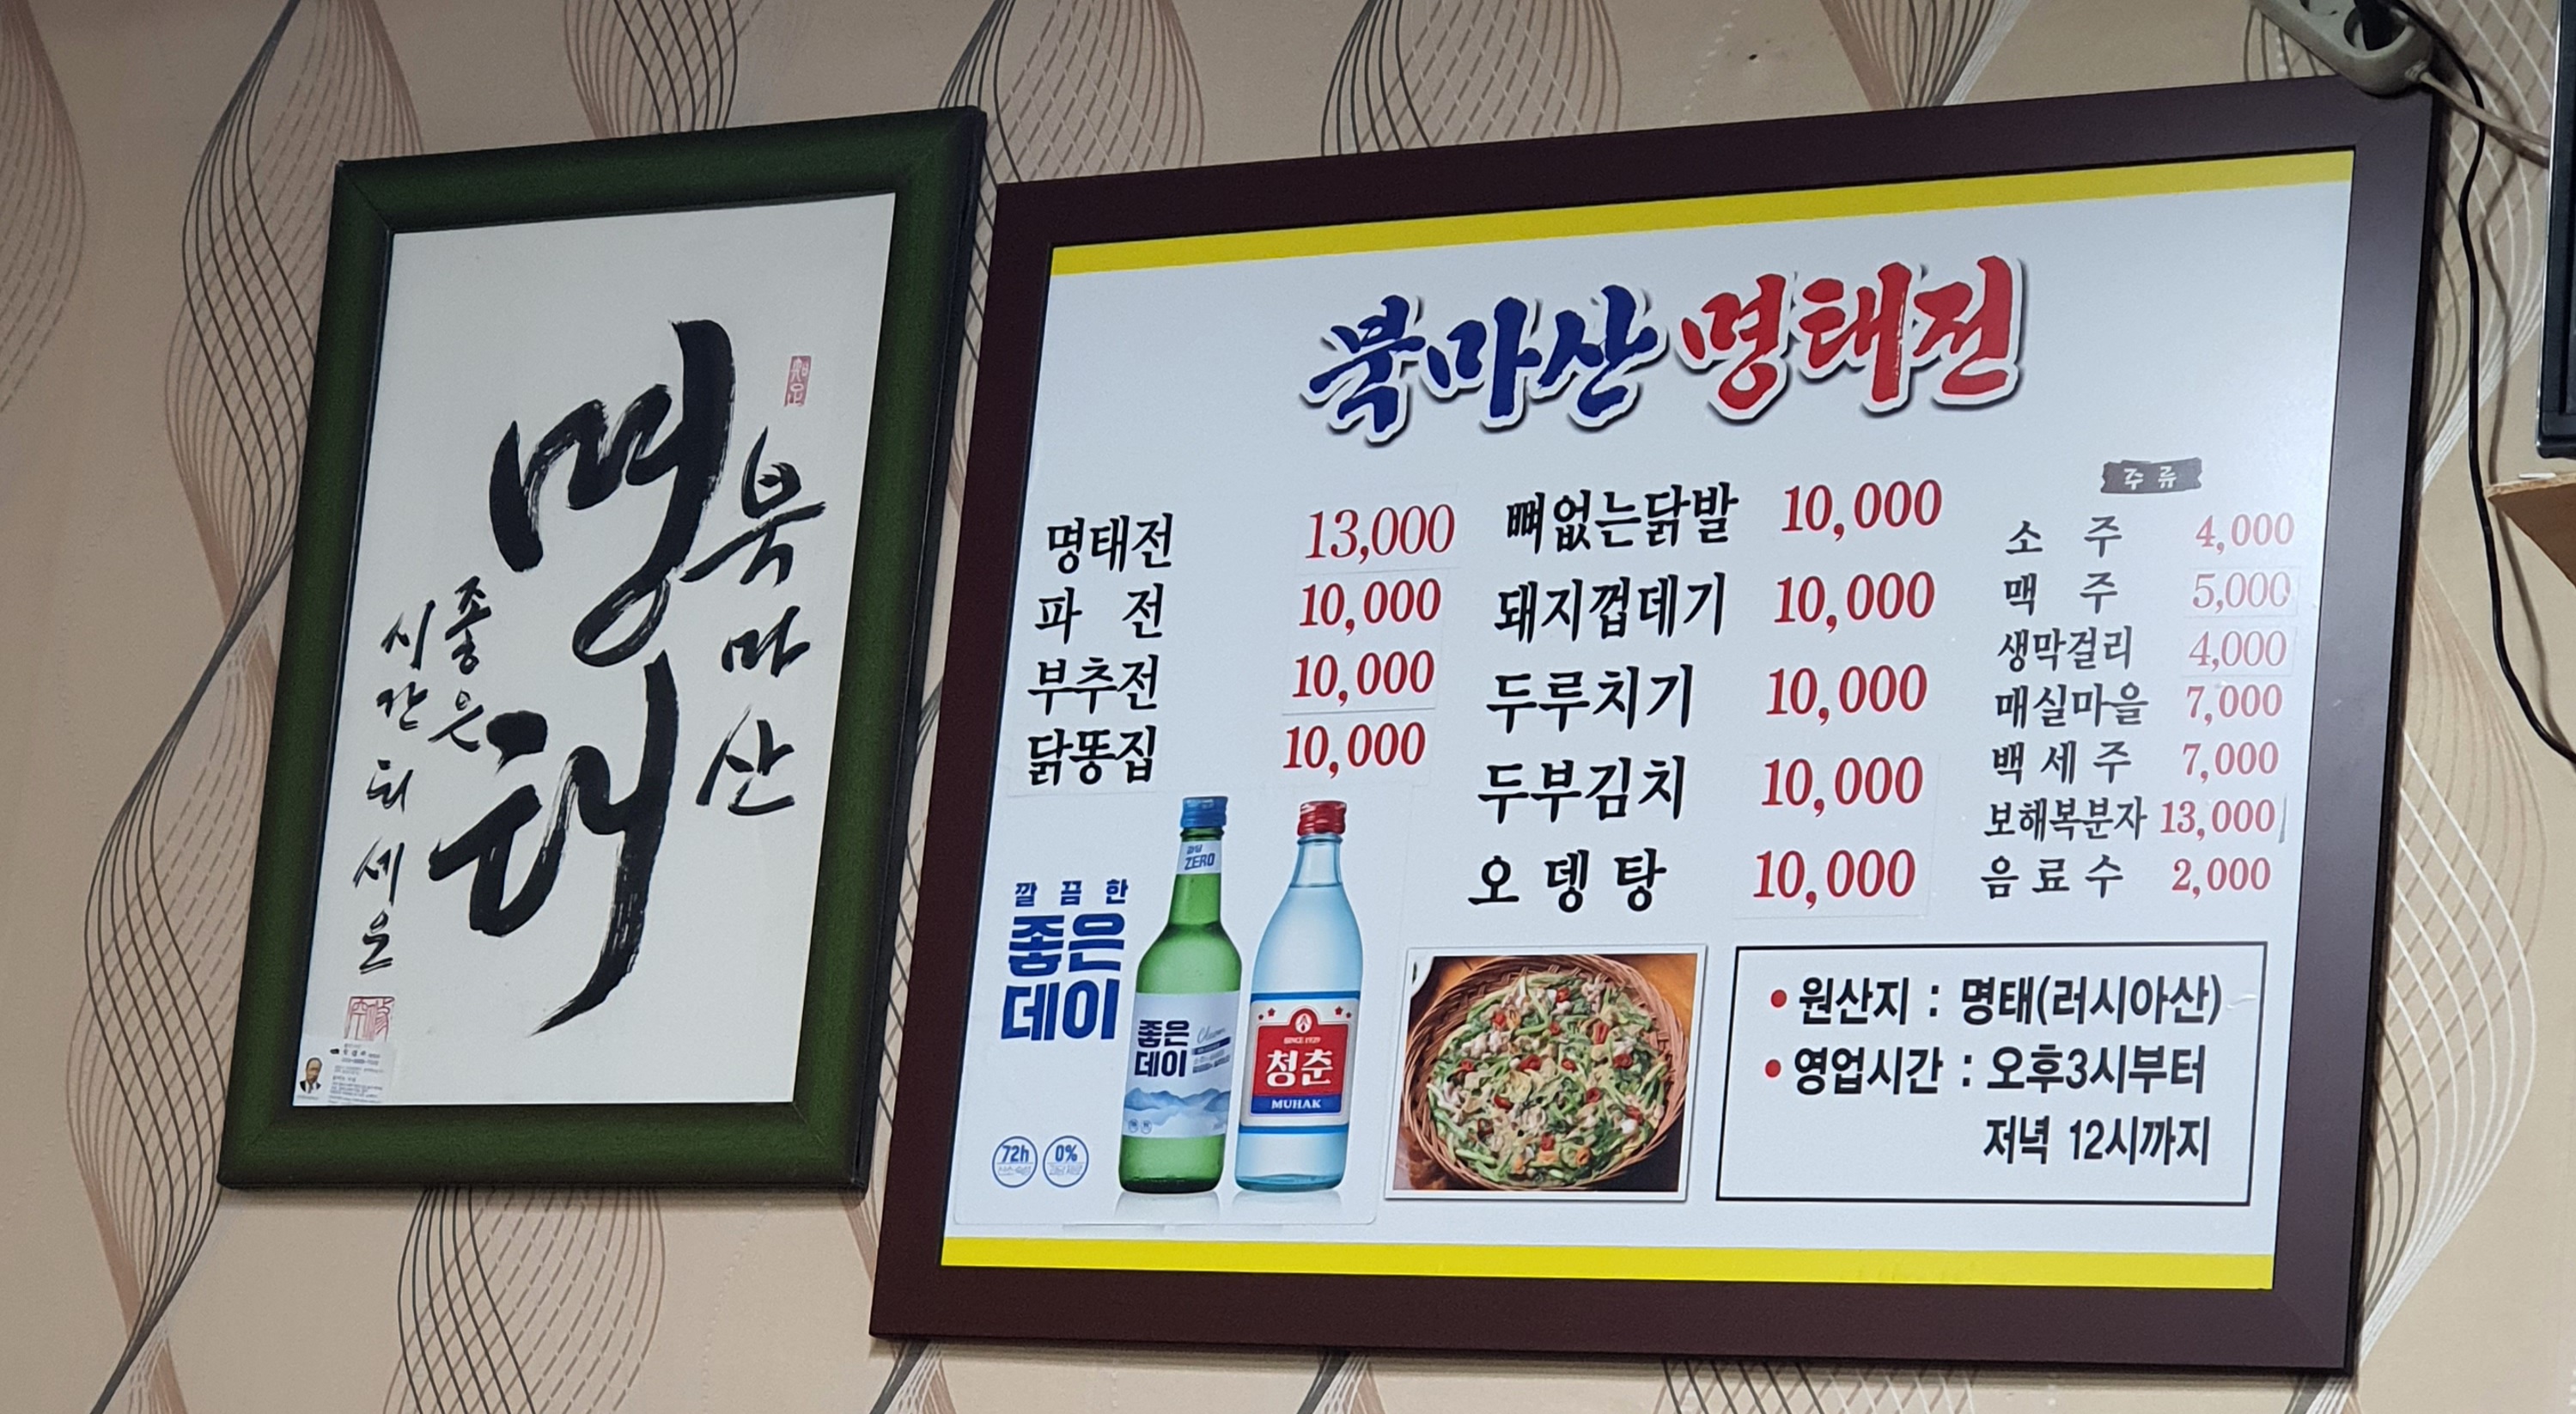 북마산
명태
좋은
시간 되세요
북마산 명태전
명태전 13,000
파 전 10,000
부추전 10,000
닭똥집 10,000
뼈없는닭발 10,000
돼지껍데기 10,000
두루치기 10,000
두부김치 10,000
오뎅탕 10,000
주류
소 주 4,000
맥 주 5,000
생막걸리 4,000
매실마을 7,000
백세주 7,000
보해복분자 13,000
음료수 2,000
깔끔한
좋은
데이
72h
0%
ZERO
좋은
데이
SINCE 1929
청춘
MUHAK
• 원산지 : 명태(러시아산)
• 영업시간 : 오후3시부터
저녁 12시까지